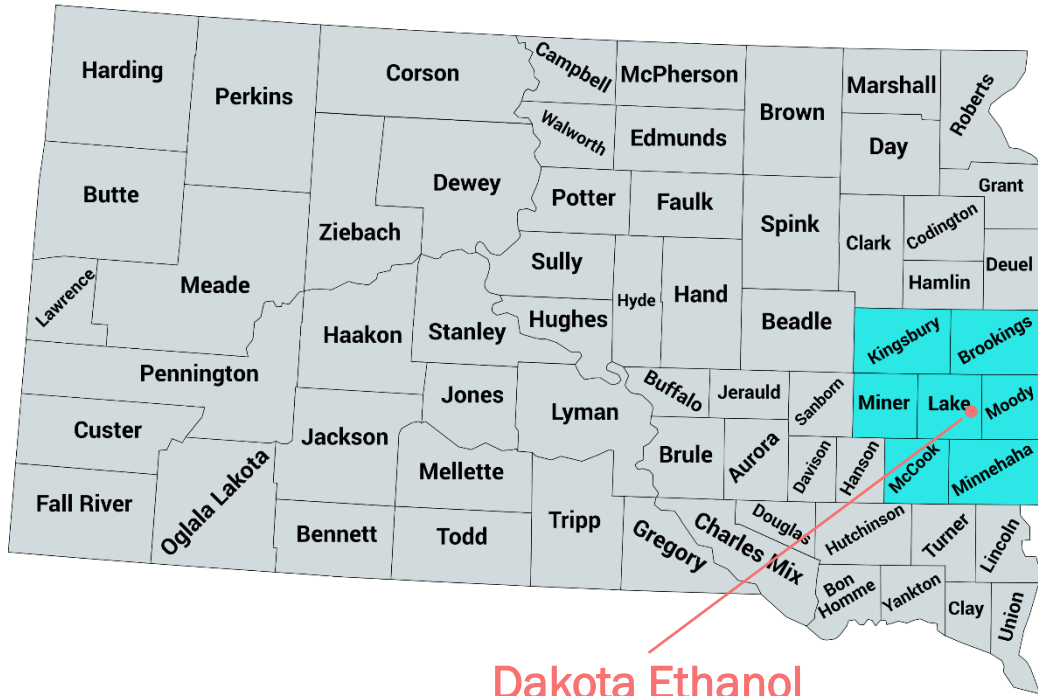 Harding
Perkins
Corson
Campbell
McPherson
Brown
Marshall
Roberts
Walworth
Edmunds
Day
Butte
Ziebach
Dewey
Potter
Faulk
Spink
Clark
Codington
Grant
Lawrence
Meade
Sully
Hyde
Hand
Hamlin
Deuel
Haakon
Stanley
Hughes
Beadle
Kingsbury
Brookings
Pennington
Jones
Lyman
Buffalo
Jerauld
Sanborn
Miner
Lake
Moody
Custer
Jackson
Mellette
Brule
Aurora
Davison
Hanson
McCook
Minnehaha
Fall River
Oglala Lakota
Bennett
Todd
Tripp
Gregory
Charles Mix
Douglas
Hutchinson
Turner
Lincoln
Bon
Homme
Yankton
Clay
Union
Dakota Ethanol